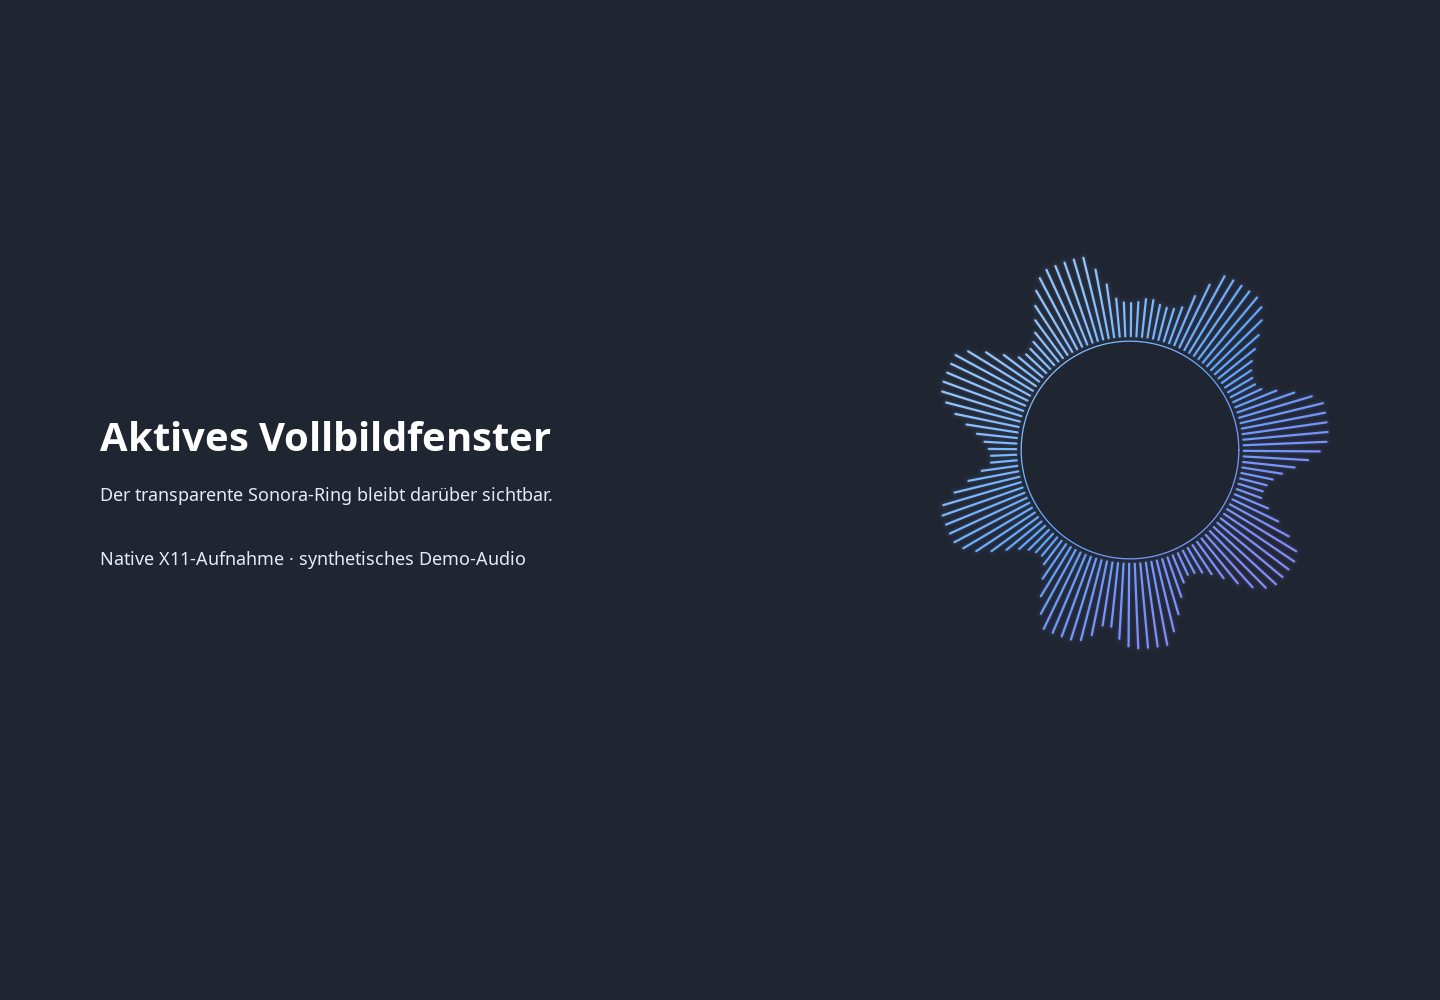 Aktives Vollbildfenster
Der transparente Sonora-Ring bleibt darüber sichtbar.
Native X11-Aufnahme · synthetisches Demo-Audio